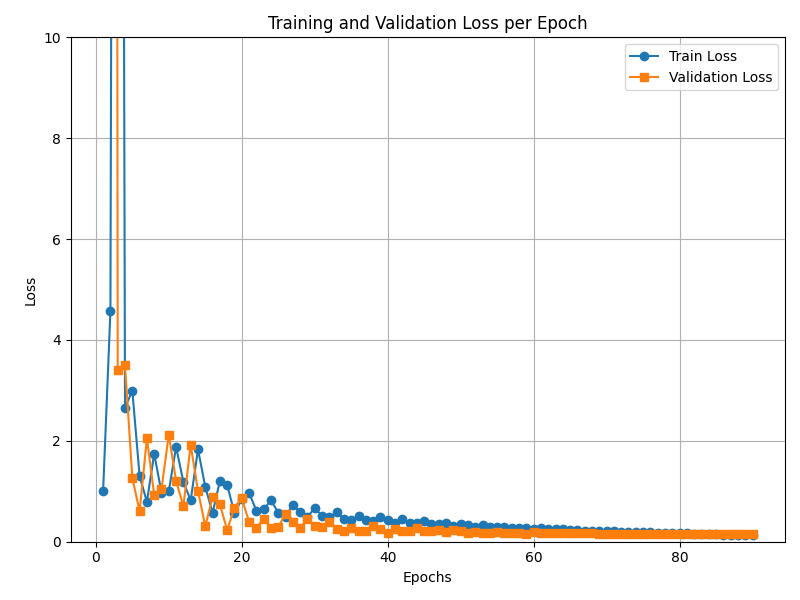 Training and Validation Loss per Epoch
Train Loss
Validation Loss
Loss
10
8
6
4
2
0
0 20 40 60 80
Epochs